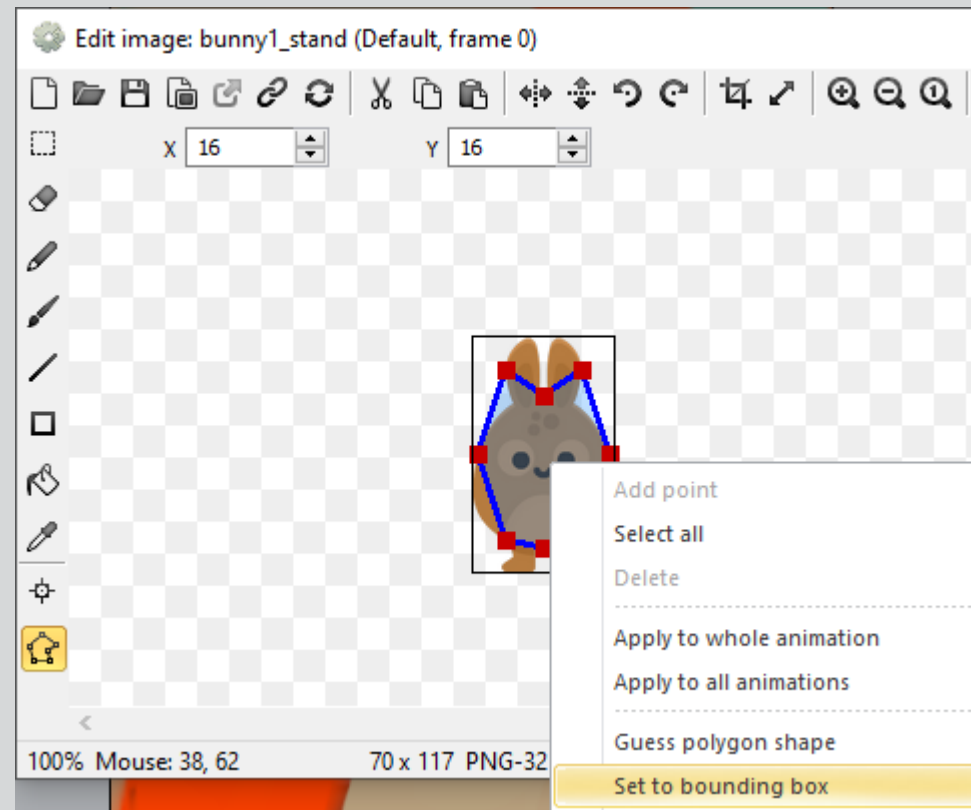 Edit image: bunny1_stand (Default, frame 0)
1
X 16 Y 16
Add point
Select all
Delete
Apply to whole animation
Apply to all animations
Guess polygon shape
Set to bounding box
100% Mouse: 38, 62 70 x 117 PNG-32